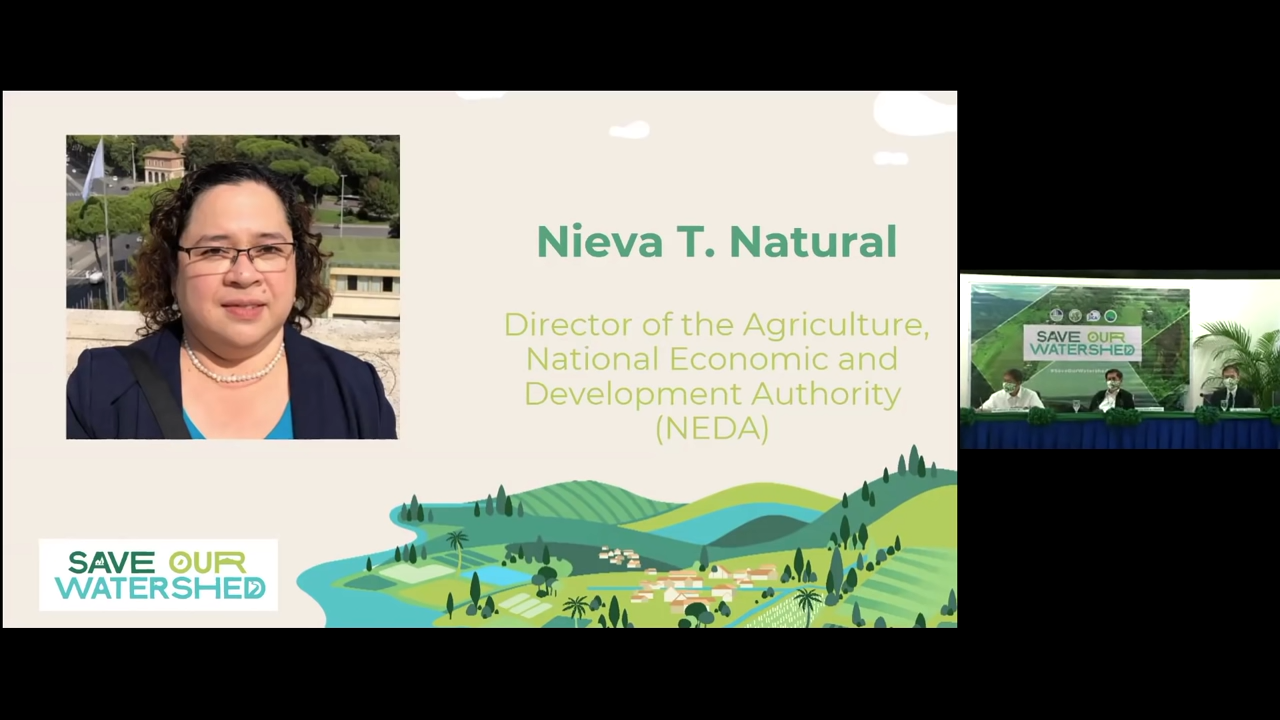 Nieva T. Natural
Director of the Agriculture,
National Economic and
Development Authority
(NEDA)
SAVE OUR
WATERSHED
SAVE OUR
WATERSHED